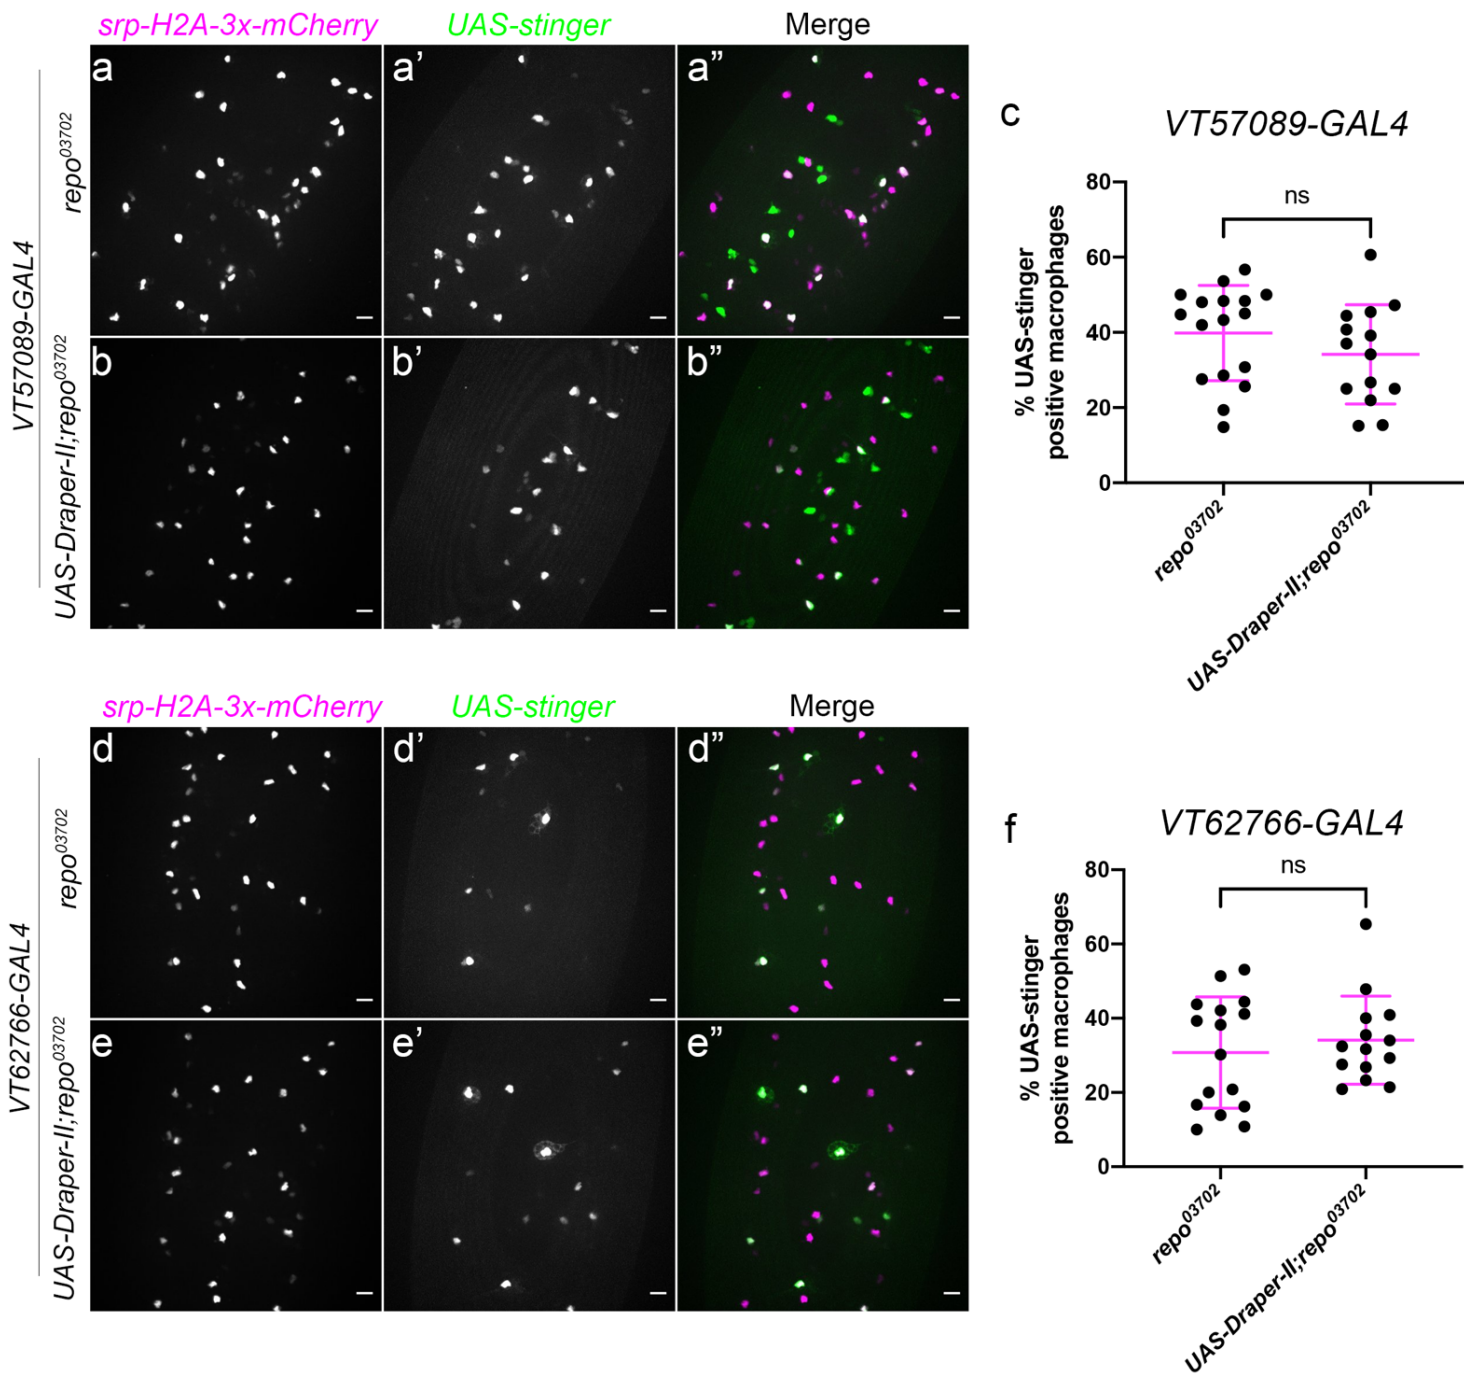 srp-H2A-3x-mCherry UAS-stinger Merge
VT57089-GAL4
repo03702
a a’ a”
UAS-Draper-II;repo03702
b b’ b”
c
VT57089-GAL4
% UAS-stinger
positive macrophages
80
60
40
20
0
ns
repo03702
UAS-Draper-II;repo03702
srp-H2A-3x-mCherry UAS-stinger Merge
VT62766-GAL4
repo03702
d d’ d”
UAS-Draper-II;repo03702
e e’ e”
f
VT62766-GAL4
% UAS-stinger
positive macrophages
80
60
40
20
0
ns
repo03702
UAS-Draper-II;repo03702